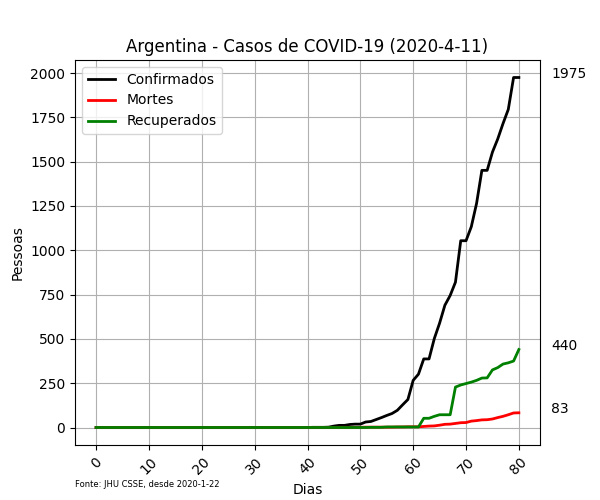 Argentina - Casos de COVID-19 (2020-4-11)
Confirmados
Mortes
Recuperados
2000
1750
1500
1250
1000
750
500
250
0
Pessoas
1975
440
83
0 10 20 30 40 50 60 70 80
Dias
Fonte: JHU CSSE, desde 2020-1-22